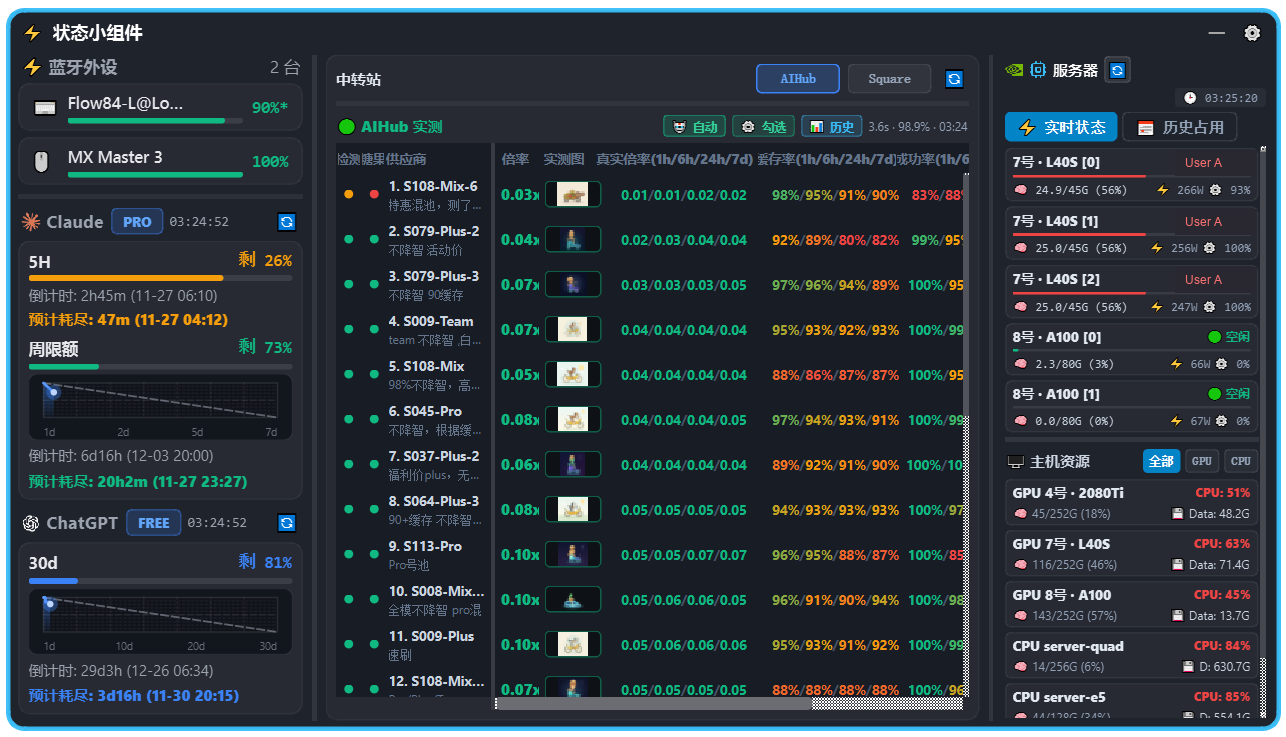 状态小组件
蓝牙外设 2 台
Flow84-L@Lo... 90%*
MX Master 3 100%
Claude PRO 03:24:52
5H 剩 26%
倒计时: 2h45m (11-27 06:10)
预计耗尽: 47m (11-27 04:12)
周限额 剩 73%
1d 2d 5d 7d
倒计时: 6d16h (12-03 20:00)
预计耗尽: 20h2m (11-27 23:27)
ChatGPT FREE 03:24:52
30d 剩 81%
1d 10d 20d 30d
倒计时: 29d3h (12-26 06:34)
预计耗尽: 3d16h (11-30 20:15)
中转站 AIHub Square
AIHub 实测 自动 勾选 历史 3.6s · 98.9% · 03:24
供应商 倍率 实测图 真实倍率(1h/6h/24h/7d) 存率(1h/6h/24h/7d) 功率(1h/6
1. S108-Mix-6 0.03x 0.01/0.01/0.02/0.02 98%/95%/91%/90% 83%/88
特惠混池，测了...
2. S079-Plus-2 0.04x 0.02/0.03/0.04/0.04 92%/89%/80%/82% 99%/95
不降智 活动价
3. S079-Plus-3 0.07x 0.03/0.03/0.03/0.05 97%/96%/94%/89% 100%/95
不降智 90缓存
4. S009-Team 0.07x 0.04/0.04/0.04/0.04 95%/93%/92%/93% 100%/99
team 不降智 ,白...
5. S108-Mix 0.05x 0.04/0.04/0.04/0.04 88%/86%/87%/87% 100%/95
98%不降智，高...
6. S045-Pro 0.08x 0.04/0.04/0.05/0.05 97%/94%/93%/91% 100%/99
不降智，根据缓...
7. S037-Plus-2 0.06x 0.04/0.04/0.04/0.04 89%/92%/91%/90% 100%/10
福利价plus，无...
8. S064-Plus-3 0.08x 0.04/0.05/0.05/0.05 94%/93%/93%/93% 100%/97
90+缓存 不降智...
9. S113-Pro 0.10x 0.05/0.05/0.07/0.07 96%/95%/88%/87% 100%/85
Pro号池
10. S008-Mix... 0.10x 0.05/0.06/0.06/0.05 96%/91%/90%/94% 100%/98
全模不降智 pro混
11. S009-Plus 0.10x 0.05/0.06/0.06/0.05 95%/93%/91%/92% 100%/99
速刷
12. S108-Mix... 0.07x 0.05/0.05/0.05/0.05 88%/88%/88%/88% 100%/96
服务器
03:25:20
实时状态 历史占用
7号 · L40S [0] User A
24.9/45G (56%) 266W 93%
7号 · L40S [1] User A
25.0/45G (56%) 256W 100%
7号 · L40S [2] User A
25.0/45G (56%) 247W 100%
8号 · A100 [0] 空闲
2.3/80G (3%) 66W 0%
8号 · A100 [1] 空闲
0.0/80G (0%) 67W 0%
主机资源 全部 GPU CPU
GPU 4号 · 2080Ti CPU: 51%
45/252G (18%) Data: 48.2G
GPU 7号 · L40S CPU: 63%
116/252G (46%) Data: 71.4G
GPU 8号 · A100 CPU: 45%
143/252G (57%) Data: 13.7G
CPU server-quad CPU: 84%
14/256G (6%) D: 630.7G
CPU server-e5 CPU: 85%
44/128G (34%) D: 554.1G